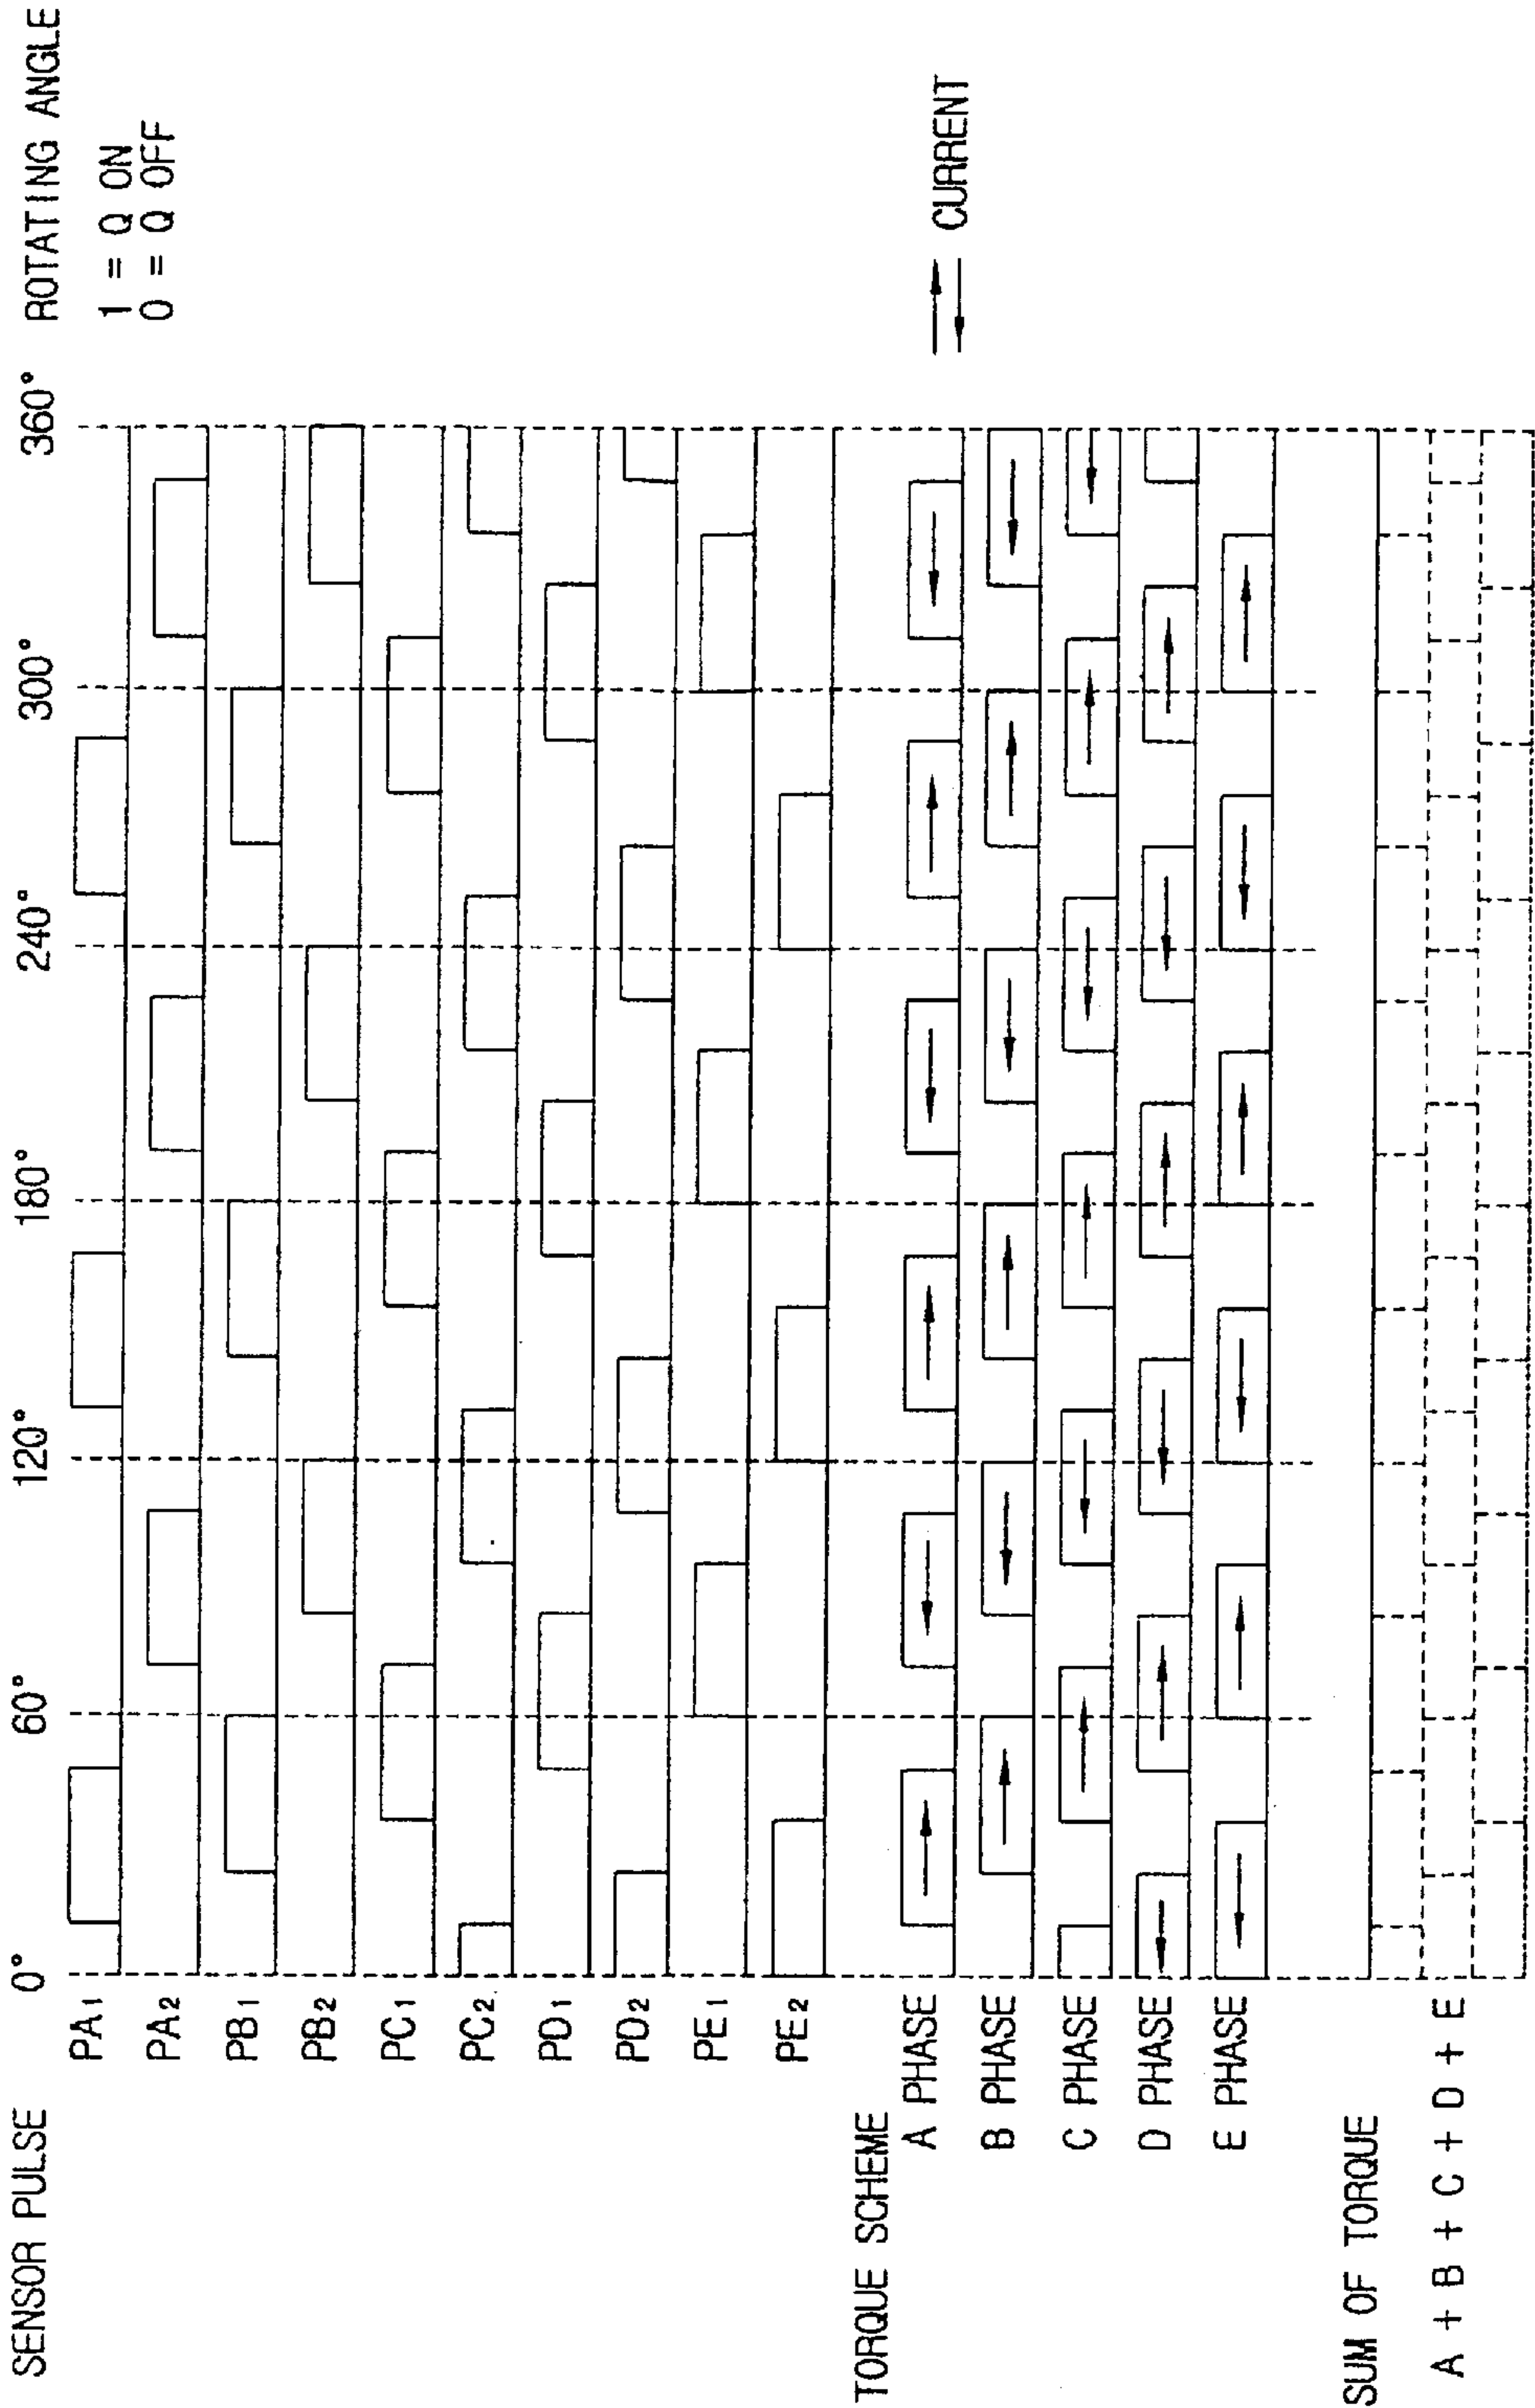 SENSOR PULSE
0° 60° 120° 180° 240° 300° 360° ROTATING ANGLE
1 = Q ON
0 = Q OFF
PA1
PA2
PB1
PB2
PC1
PC2
PD1
PD2
PE1
PE2
TORQUE SCHEME
A PHASE
CURRENT
B PHASE
C PHASE
D PHASE
E PHASE
SUM OF TORQUE
A + B + C + D + E